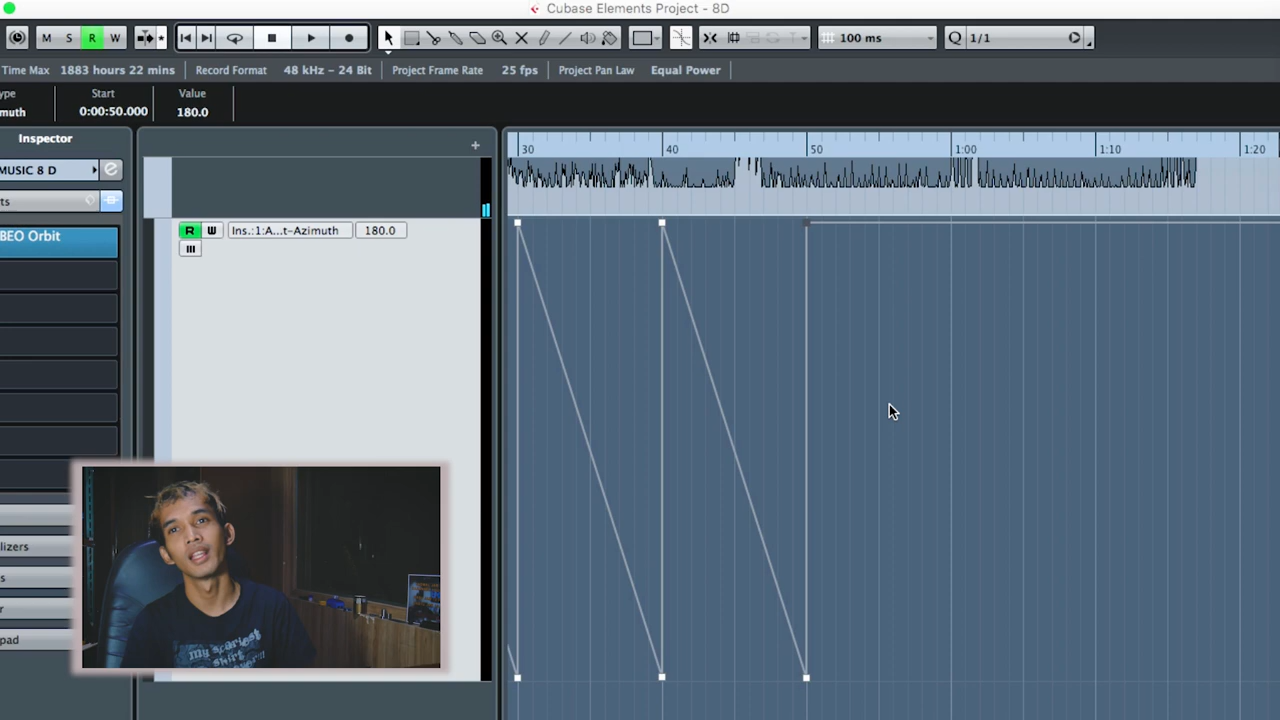 Cubase Elements Project - 8D
M S R W
100 ms
Q 1/1
Time Max 1883 hours 22 mins Record Format 48 kHz - 24 Bit Project Frame Rate 25 fps Project Pan Law Equal Power
ype Start Value
muth 0:00:50.000 180.0
Inspector
+
30 40 50 1:00 1:10 1:20
MUSIC 8 D
ts
R W Ins.:1:A...t-Azimuth 180.0
BEO Orbit
lizers
s
r
pad
my scariest
shirt